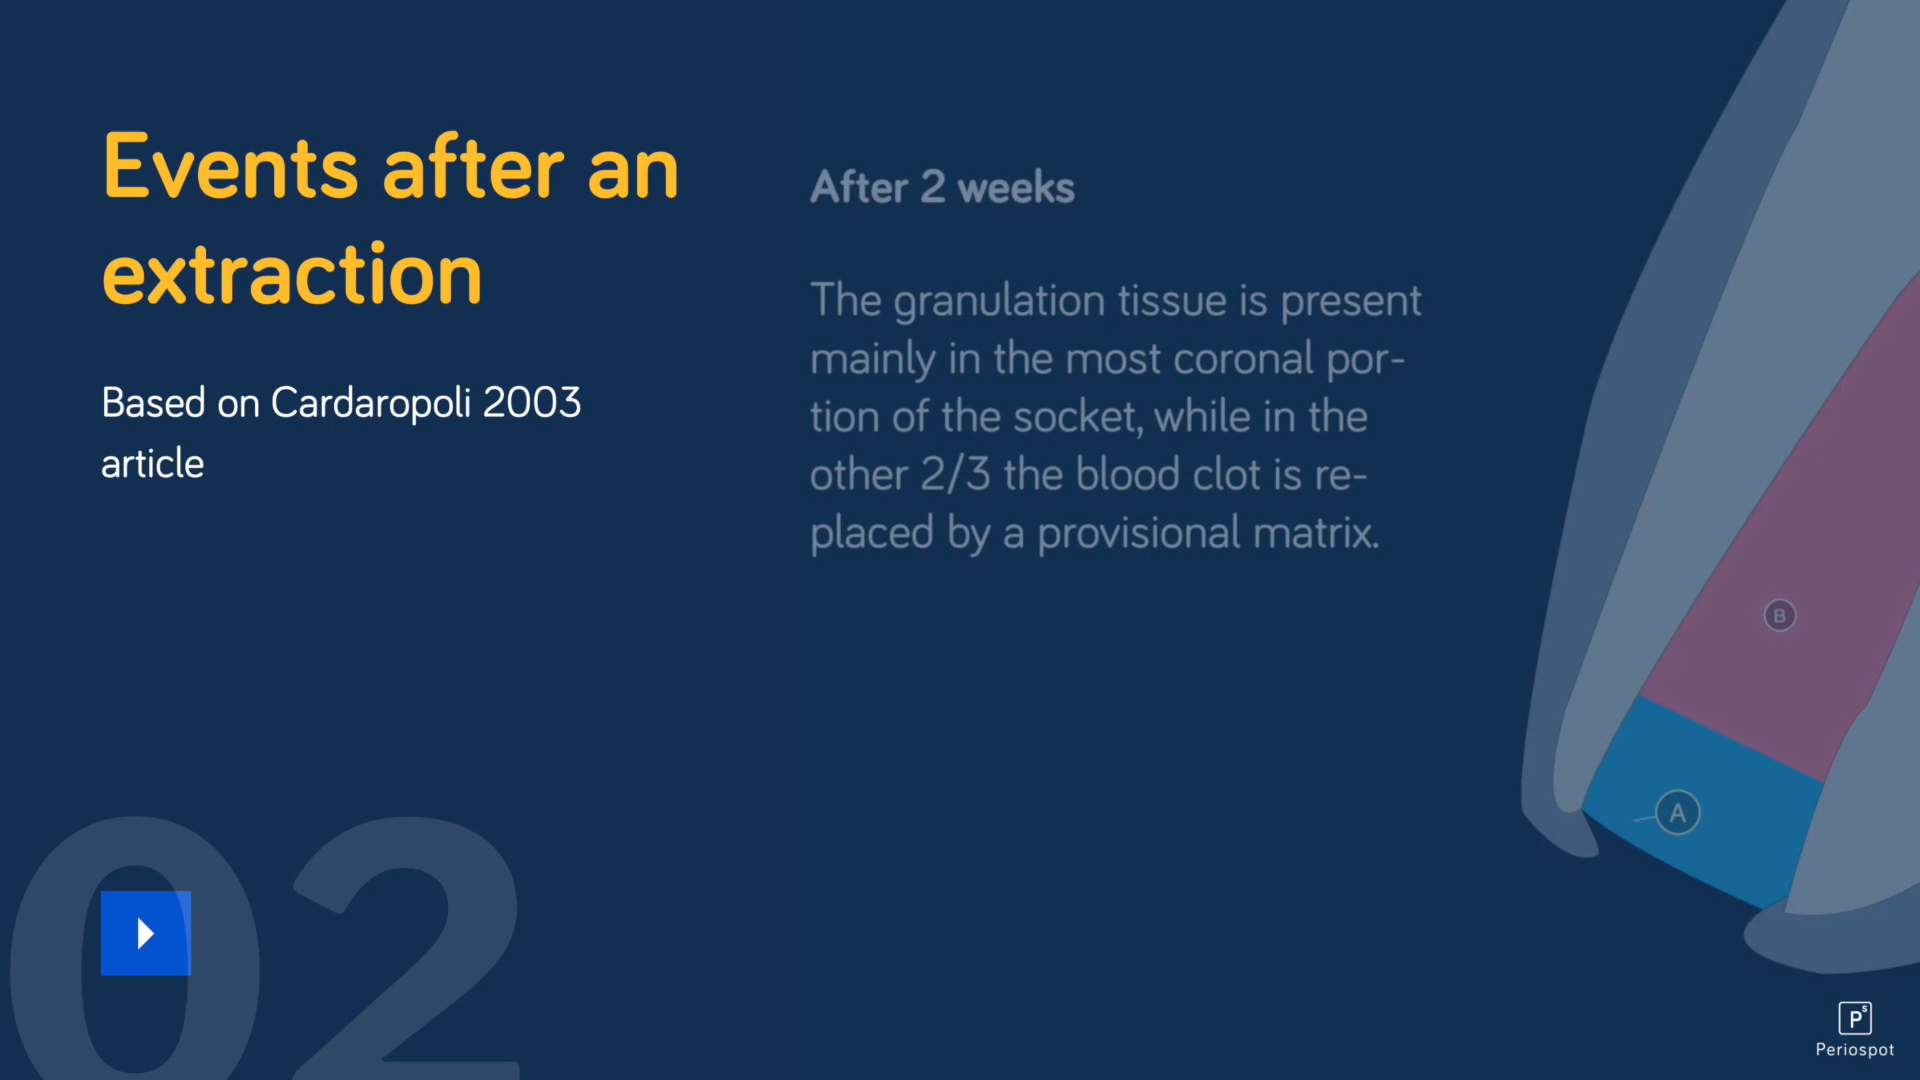 Events after an
extraction
Based on Cardaropoli 2003
article
After 2 weeks
The granulation tissue is present
mainly in the most coronal por-
tion of the socket, while in the
other 2/3 the blood clot is re-
placed by a provisional matrix.
B
A
02
Ps
Periospot